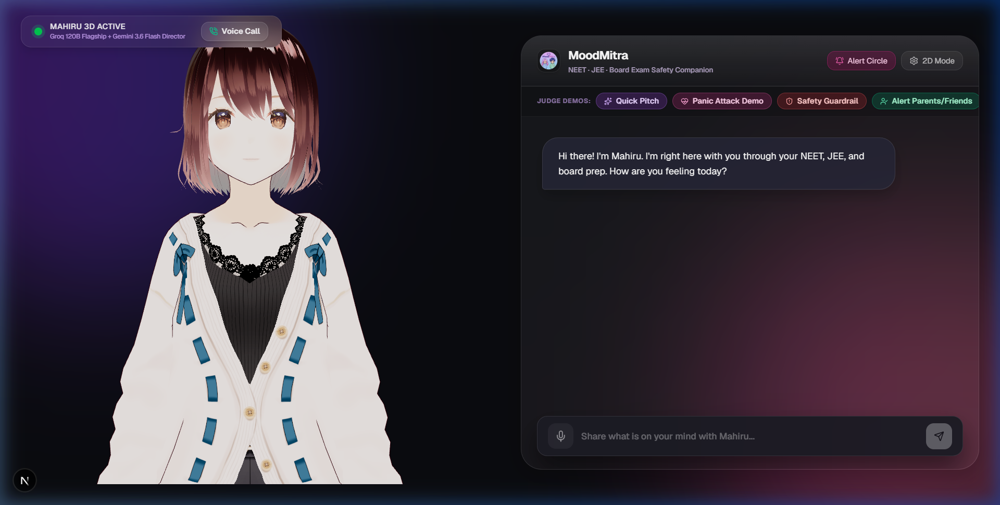 MAHIRU 3D ACTIVE
Groq 120B Flagship + Gemini 3.6 Flash Director
Voice Call
MoodMitra
NEET · JEE · Board Exam Safety Companion
Alert Circle
2D Mode
JUDGE DEMOS:
Quick Pitch
Panic Attack Demo
Safety Guardrail
Alert Parents/Friends
Hi there! I'm Mahiru. I'm right here with you through your NEET, JEE, and
board prep. How are you feeling today?
Share what is on your mind with Mahiru...
N